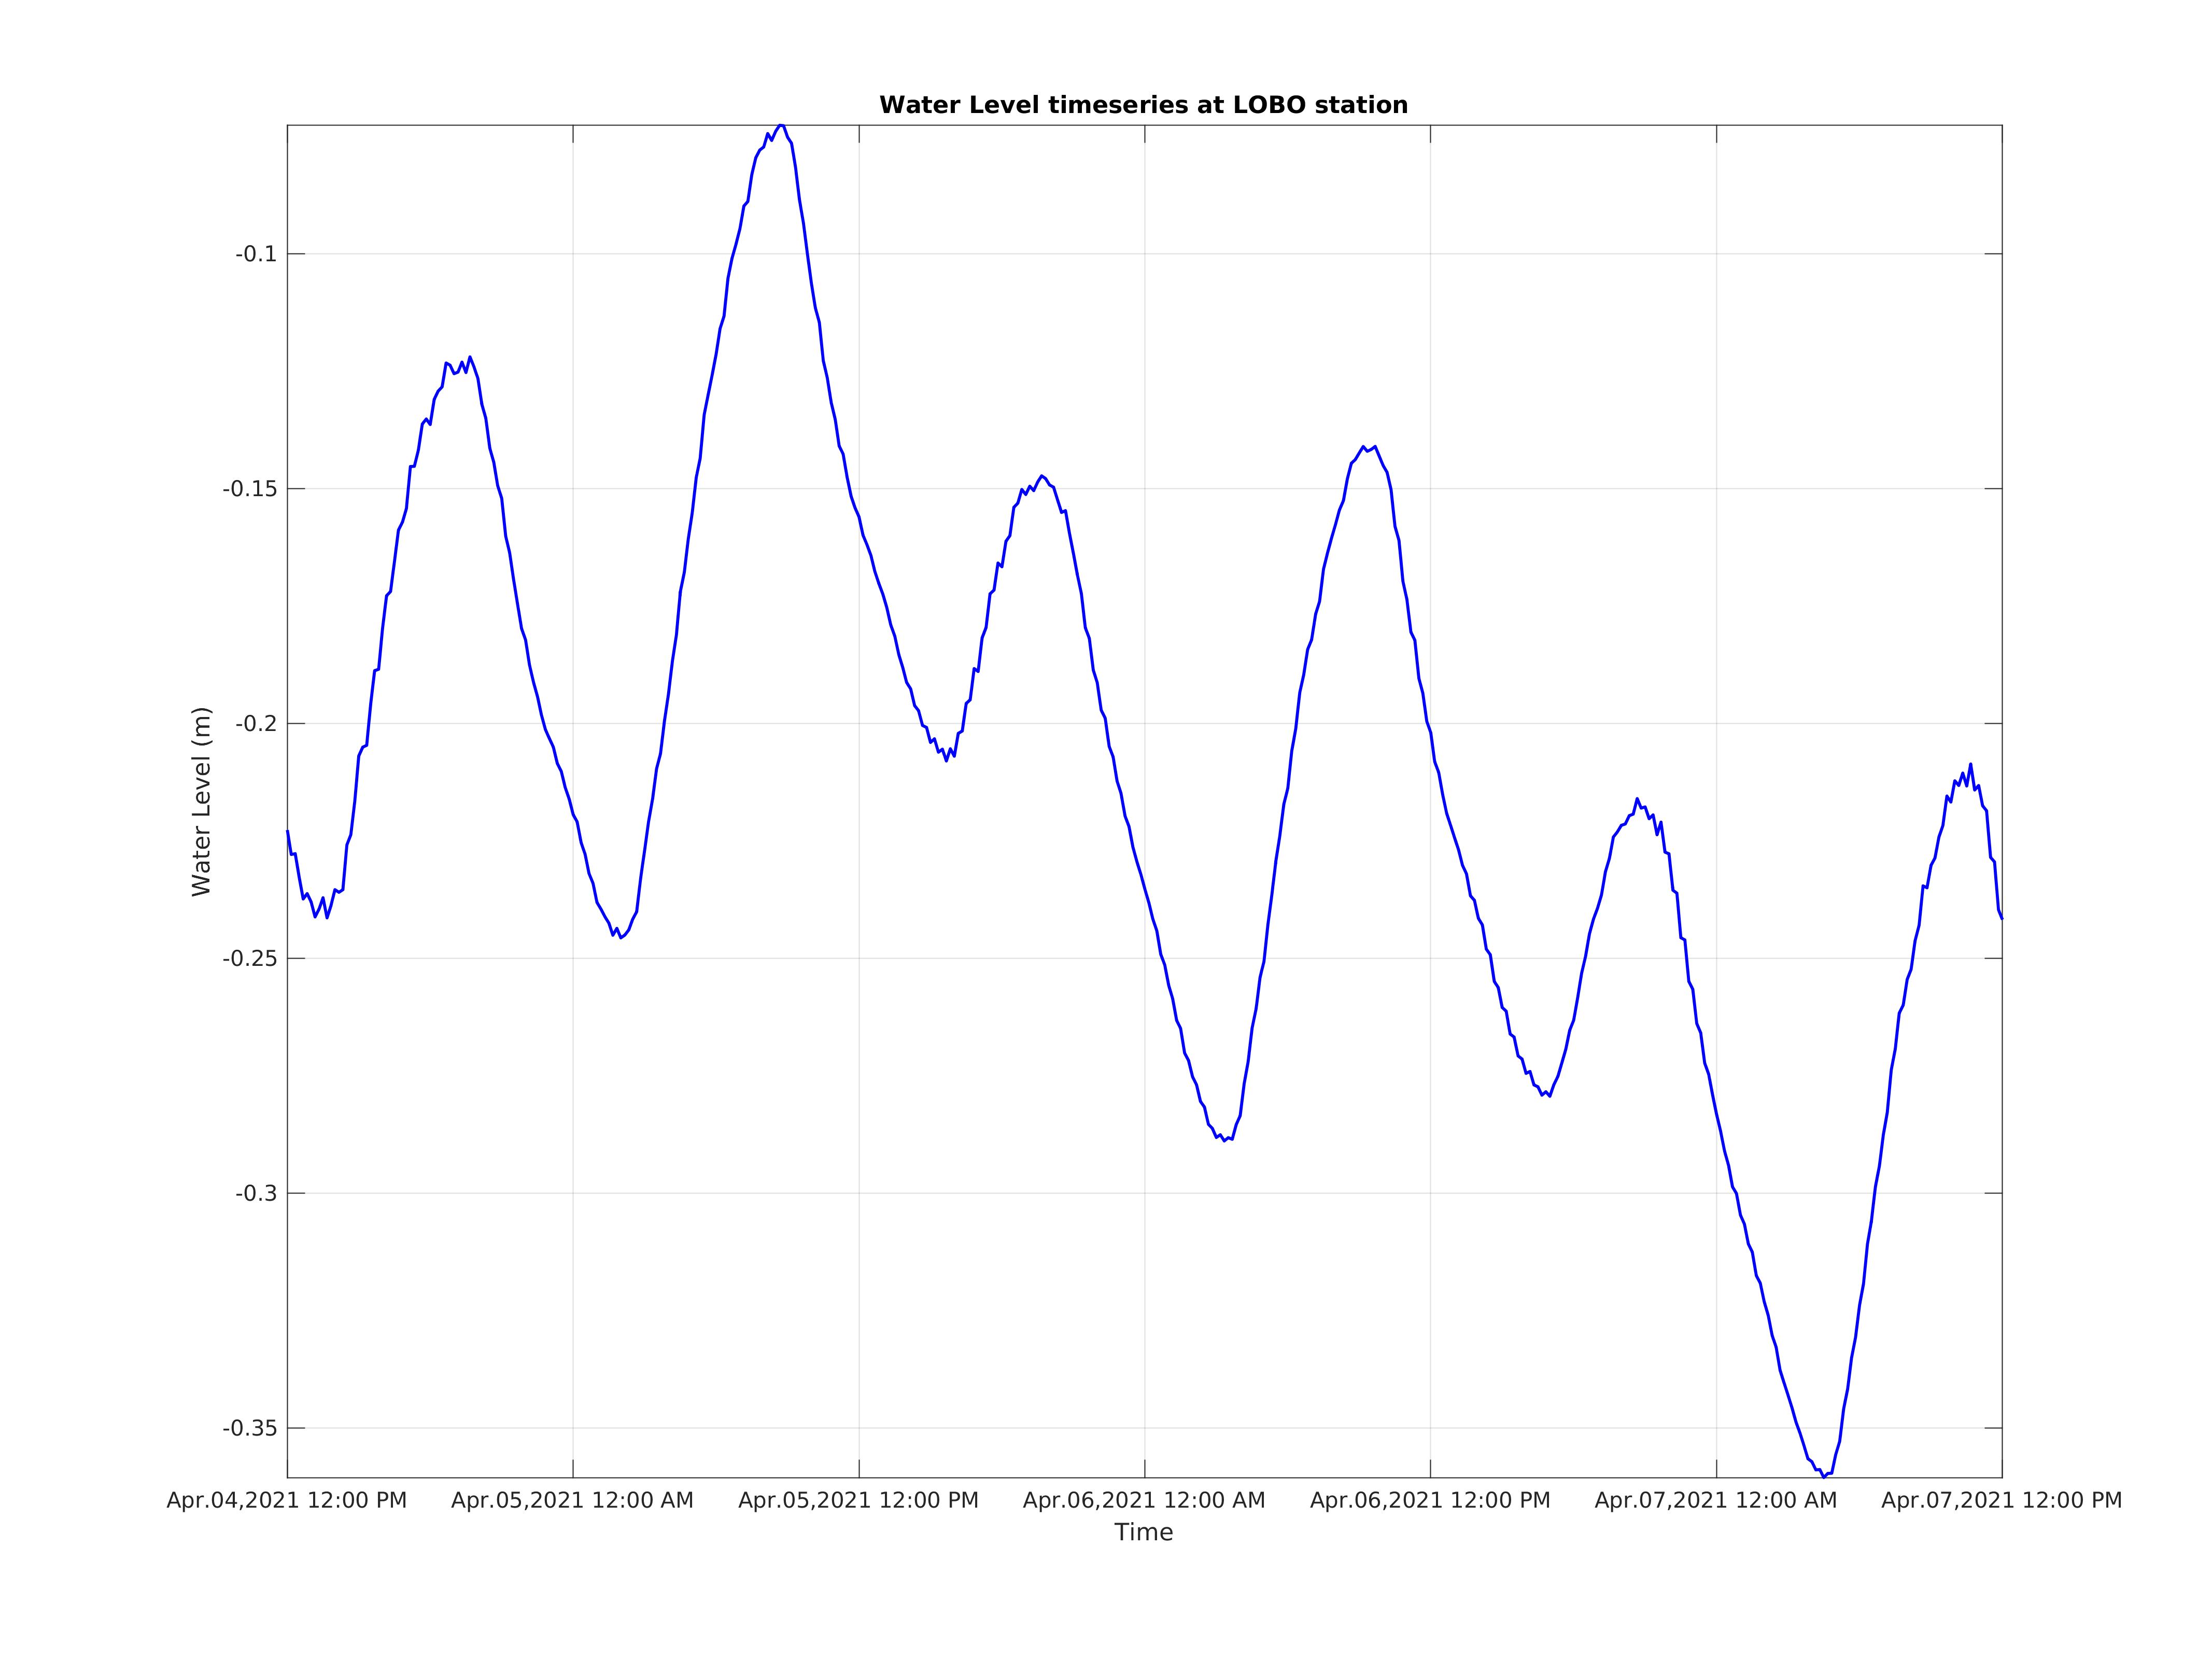 Water Level timeseries at LOBO station
-0.1
-0.15
-0.2
-0.25
-0.3
-0.35
Water Level (m)
Apr.04,2021 12:00 PM
Apr.05,2021 12:00 AM
Apr.05,2021 12:00 PM
Apr.06,2021 12:00 AM
Apr.06,2021 12:00 PM
Apr.07,2021 12:00 AM
Apr.07,2021 12:00 PM
Time